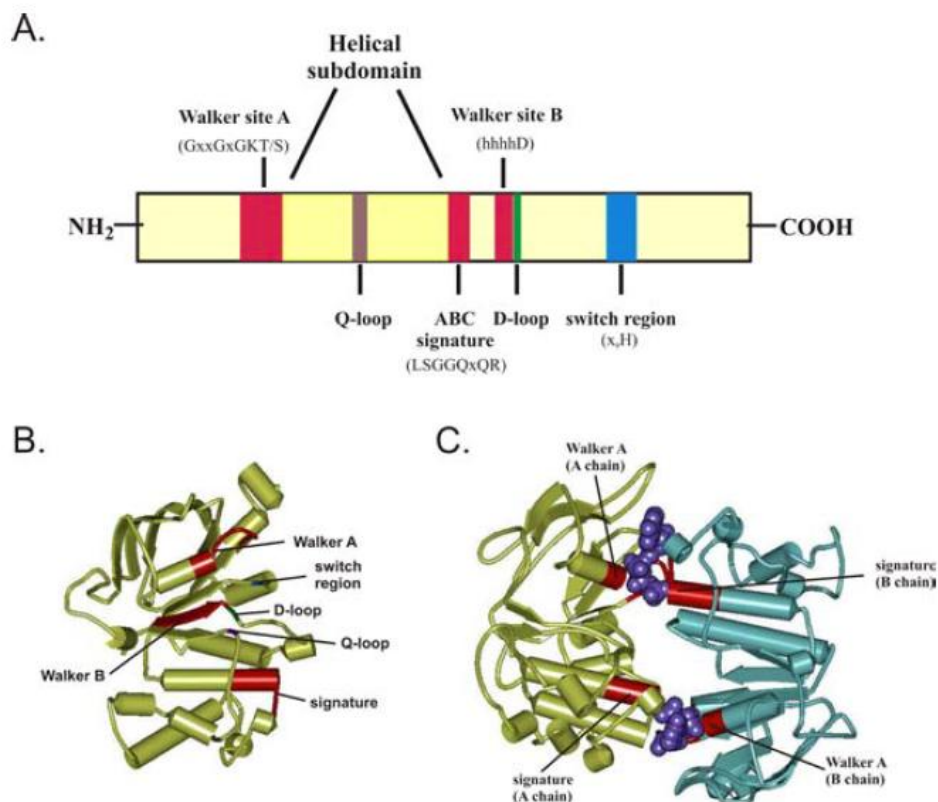 A.
Helical
subdomain
Walker site A
(GxxGxGKT/S)
Walker site B
(hhhhD)
NH2
COOH
Q-loop
ABC
signature
(LSGGQxQR)
D-loop
switch region
(x,H)
B.
Walker A
switch
region
D-loop
Q-loop
Walker B
signature
C.
Walker A
(A chain)
signature
(B chain)
signature
(A chain)
Walker A
(B chain)